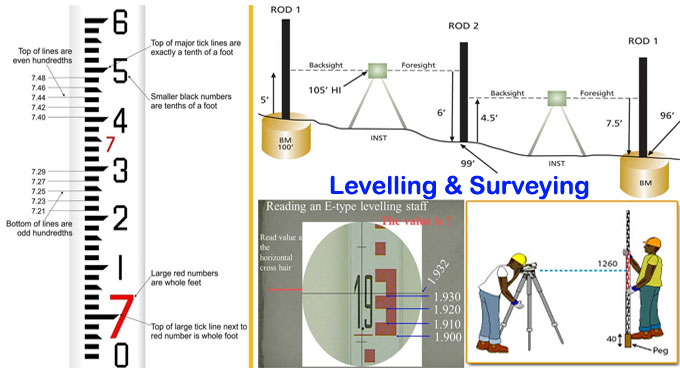 6
Top of lines are
even hundredths
Top of major tick lines are
exactly a tenth of a foot
5
7.48
7.46
7.44
7.42
7.40
Smaller black numbers
are tenths of a foot
4
7
7.29
7.27
7.25
7.23
7.21
3
Bottom of lines
are odd hundredths
2
1
Large red numbers
are whole feet
7
Top of large tick line next to
red number is whole foot
0
ROD 1
ROD 2
ROD 1
Backsight
Foresight
105' HI
5'
6'
Backsight
Foresight
4.5'
7.5'
96'
BM
100'
INST
99'
INST
BM
Levelling & Surveying
Reading an E-type levelling staff
The value is ?
Read value a
the
horizontal
cross hair
1.9
1.932
1.930
1.920
1.910
1.900
1260
40
Peg